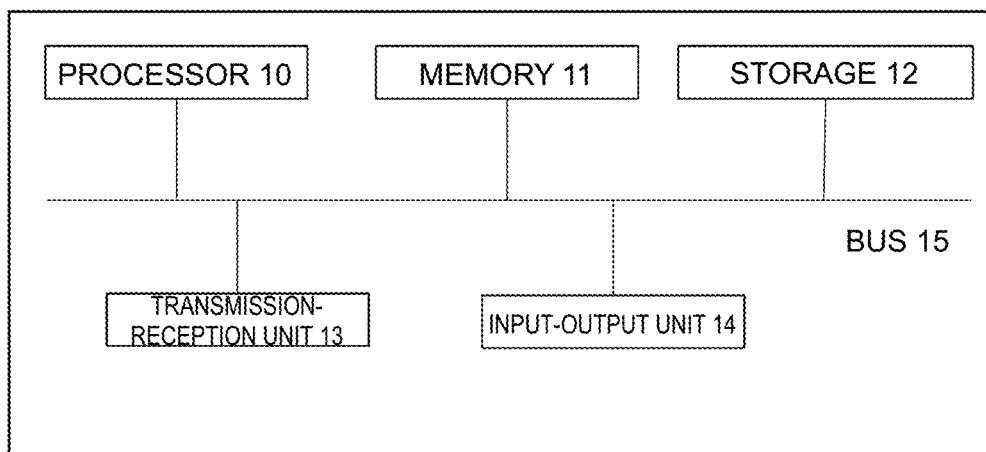 PROCESSOR 10
MEMORY 11
STORAGE 12
BUS 15
TRANSMISSION-
RECEPTION UNIT 13
INPUT-OUTPUT UNIT 14